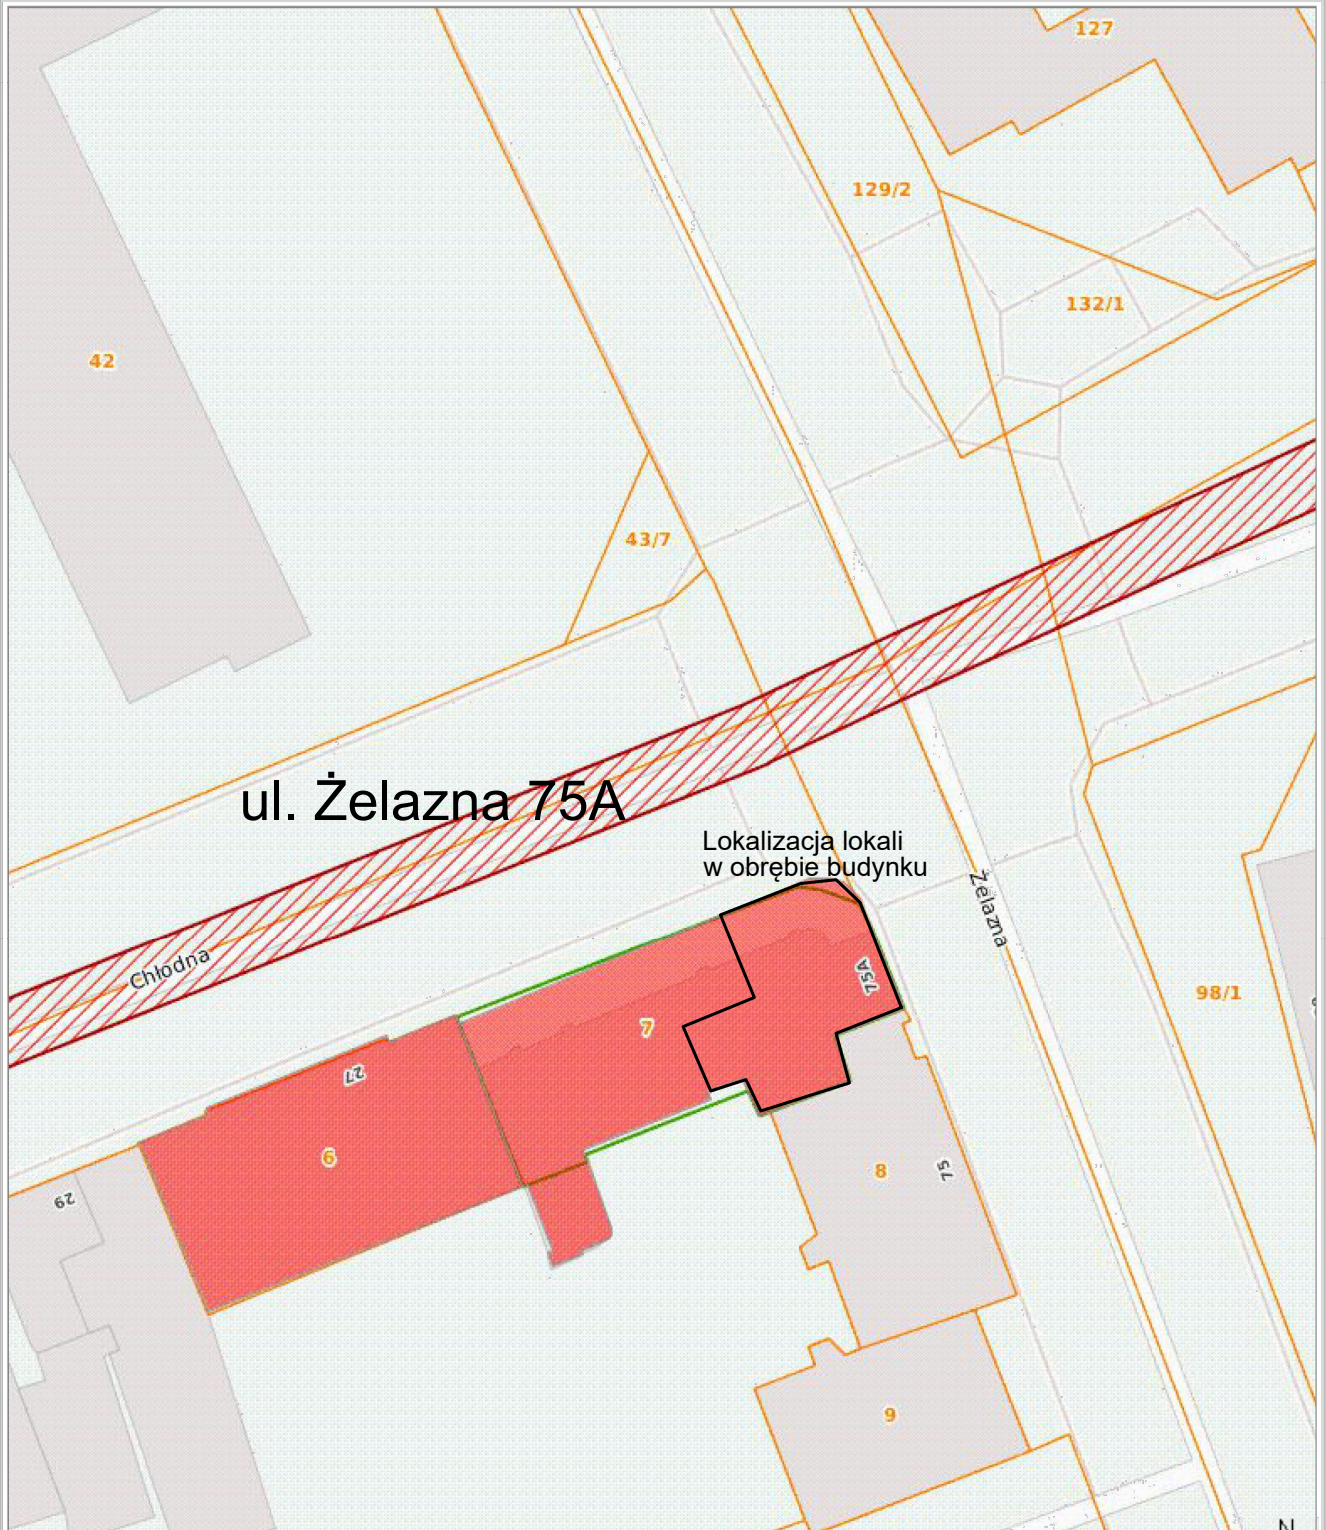 127
129/2
132/1
42
43/7
ul. Żelazna 75A
Lokalizacja lokali
w obrębie budynku
Żelazna
Chłodna
75A
98/1
7
27
6
8
75
29
9
N